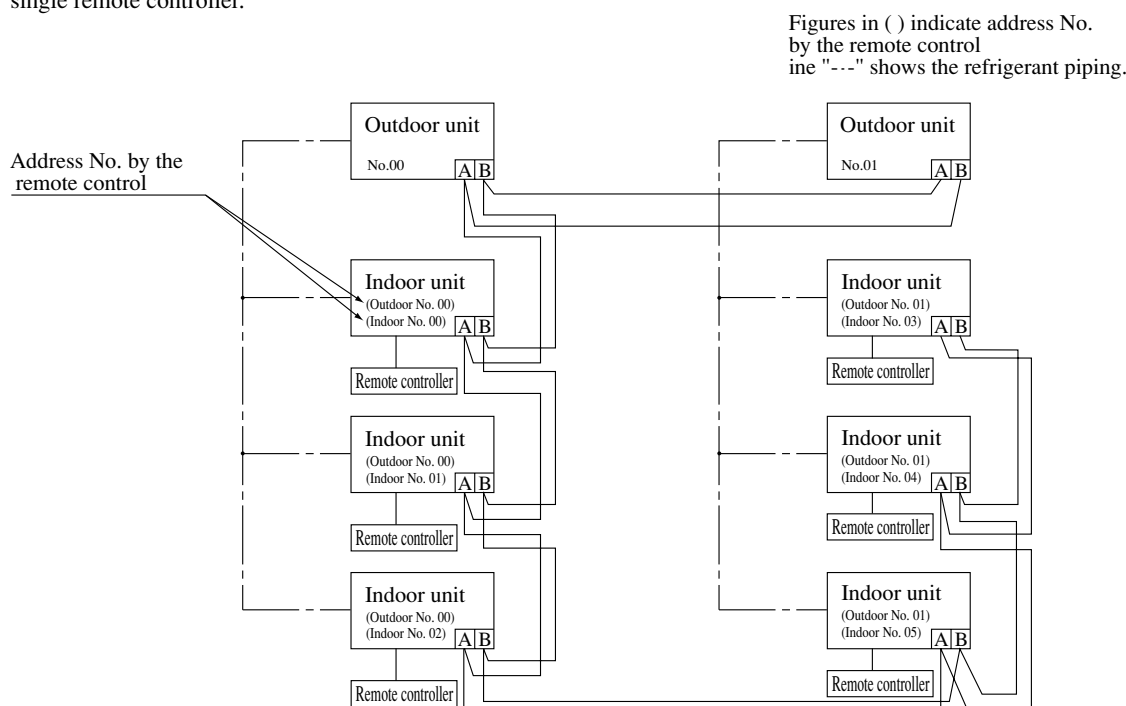 single remote controller.
Figures in ( ) indicate address No.
by the remote control
ine "-·-" shows the refrigerant piping.
Address No. by the
remote control
Outdoor unit
No.00
A B
Outdoor unit
No.01
A B
Indoor unit
(Outdoor No. 00)
(Indoor No. 00)
A B
Remote controller
Indoor unit
(Outdoor No. 01)
(Indoor No. 03)
A B
Remote controller
Indoor unit
(Outdoor No. 00)
(Indoor No. 01)
A B
Remote controller
Indoor unit
(Outdoor No. 01)
(Indoor No. 04)
A B
Remote controller
Indoor unit
(Outdoor No. 00)
(Indoor No. 02)
A B
Remote controller
Indoor unit
(Outdoor No. 01)
(Indoor No. 05)
A B
Remote controller